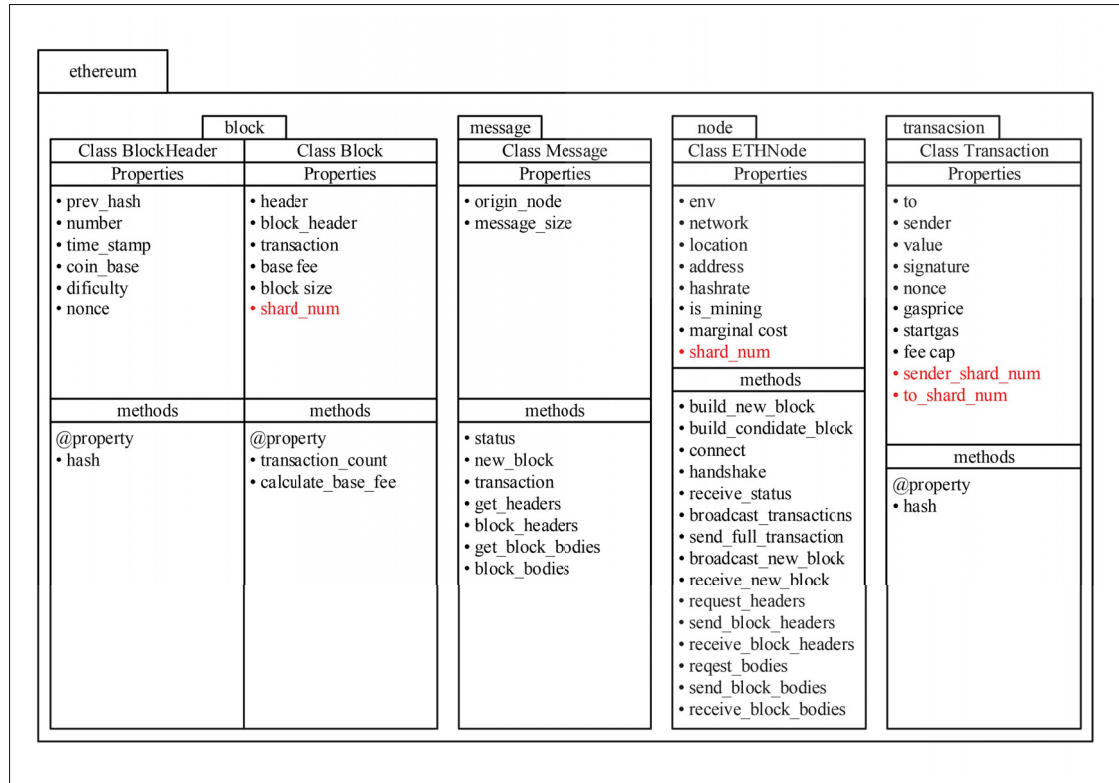 ethereum
block
Class BlockHeader
Properties
• prev_hash
• number
• time_stamp
• coin_base
• dificulty
• nonce
methods
@property
• hash
Class Block
Properties
• header
• block_header
• transaction
• base fee
• block size
• shard_num
methods
@property
• transaction_count
• calculate_base_fee
message
Class Message
Properties
• origin_node
• message_size
methods
• status
• new_block
• transaction
• get_headers
• block_headers
• get_block_bodies
• block_bodies
node
Class ETHNode
Properties
• env
• network
• location
• address
• hashrate
• is_mining
• marginal cost
• shard_num
methods
• build_new_block
• build_condidate_block
• connect
• handshake
• receive_status
• broadcast_transactions
• send_full_transaction
• broadcast_new_block
• receive_new_block
• request_headers
• send_block_headers
• receive_block_headers
• reqest_bodies
• send_block_bodies
• receive_block_bodies
transacsion
Class Transaction
Properties
• to
• sender
• value
• signature
• nonce
• gasprice
• startgas
• fee cap
• sender_shard_num
• to_shard_num
methods
@property
• hash